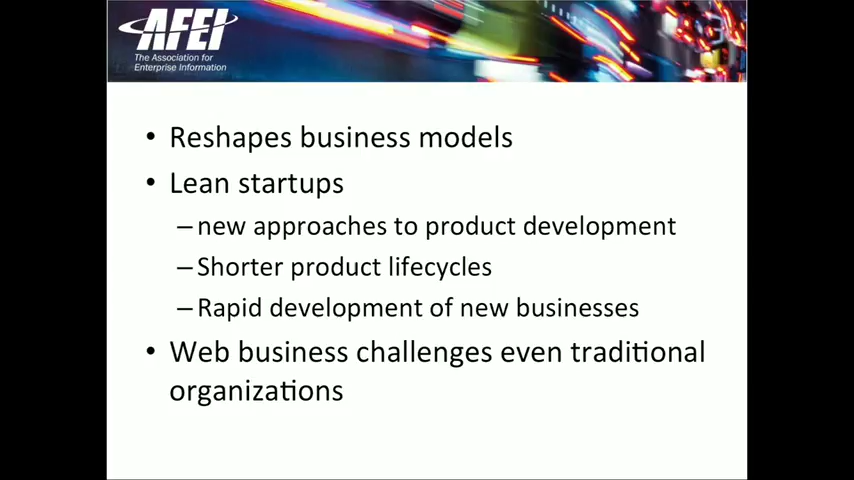 AFEI
The Association for
Enterprise Information
• Reshapes business models
• Lean startups
– new approaches to product development
– Shorter product lifecycles
– Rapid development of new businesses
• Web business challenges even traditional
organizations